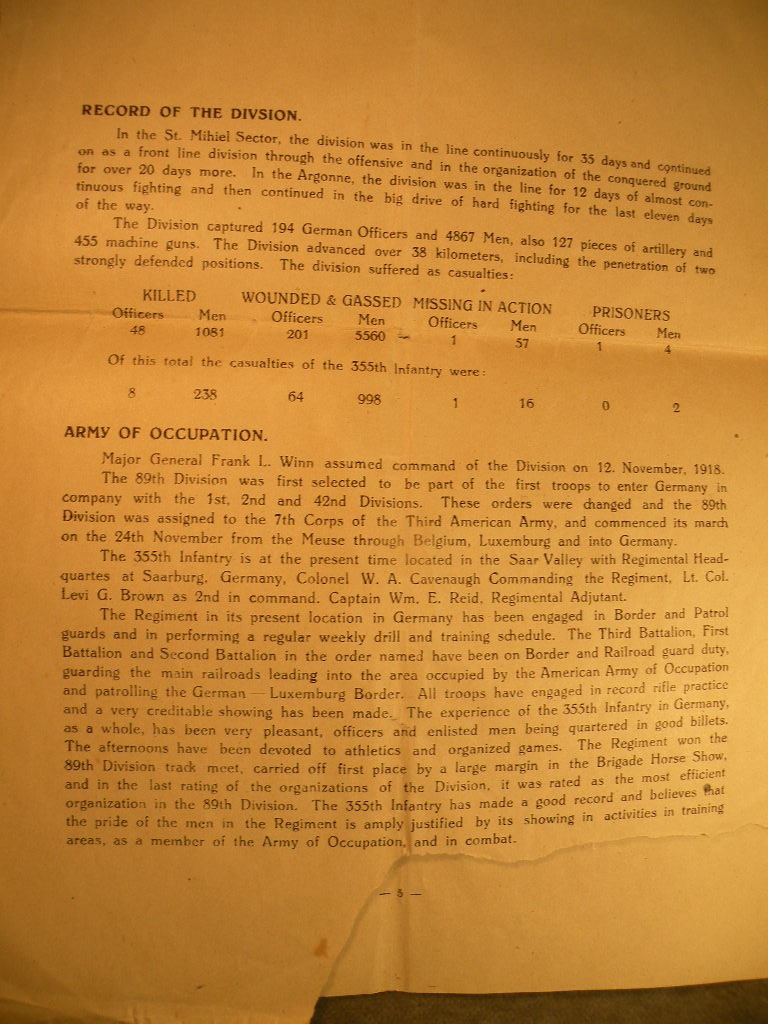 RECORD OF THE DIVSION.
In the St. Mihiel Sector, the division was in the line continuously for 35 days and continued
on as a front line division through the offensive and in the organization of the conquered ground
for over 20 days more. In the Argonne, the division was in the line for 12 days of almost con-
tinuous fighting and then continued in the big drive of hard fighting for the last eleven days
of the way.
The Division captured 194 German Officers and 4867 Men, also 127 pieces of artillery and
455 machine guns. The Division advanced over 38 kilometers, including the penetration of two
strongly defended positions. The division suffered as casualties:
KILLED WOUNDED & GASSED MISSING IN ACTION PRISONERS
Officers Men Officers Men Officers Men Officers Men
48 1081 201 5560 1 57 1 4
Of this total the casualties of the 355th Infantry were:
8 238 64 998 1 16 0 2
ARMY OF OCCUPATION.
Major General Frank L. Winn assumed command of the Division on 12. November, 1918.
The 89th Division was first selected to be part of the first troops to enter Germany in
company with the 1st, 2nd and 42nd Divisions. These orders were changed and the 89th
Division was assigned to the 7th Corps of the Third American Army, and commenced its march
on the 24th November from the Meuse through Belgium, Luxemburg and into Germany.
The 355th Infantry is at the present time located in the Saar Valley with Regimental Head-
quartes at Saarburg, Germany, Colonel W. A. Cavenaugh Commanding the Regiment, Lt. Col.
Levi G. Brown as 2nd in command. Captain Wm. E. Reid, Regimental Adjutant.
The Regiment in its present location in Germany has been engaged in Border and Patrol
guards and in performing a regular weekly drill and training schedule. The Third Battalion, First
Battalion and Second Battalion in the order named have been on Border and Railroad guard duty,
guarding the main railroads leading into the area occupied by the American Army of Occupation
and patrolling the German — Luxemburg Border. All troops have engaged in record rifle practice
and a very creditable showing has been made. The experience of the 355th Infantry in Germany,
as a whole, has been very pleasant, officers and enlisted men being quartered in good billets.
The afternoons have been devoted to athletics and organized games. The Regiment won the
89th Division track meet, carried off first place by a large margin in the Brigade Horse Show,
and in the last rating of the organizations of the Division, it was rated as the most efficient
organization in the 89th Division. The 355th Infantry has made a good record and believes that
the pride of the men in the Regiment is amply justified by its showing in activities in training
areas, as a member of the Army of Occupation, and in combat.
— 3 —